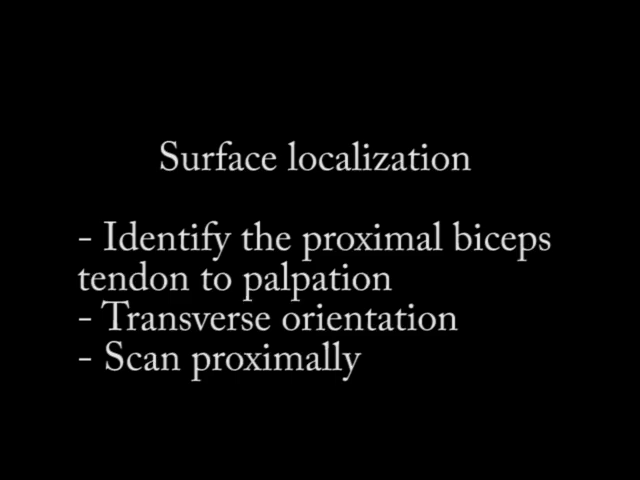 Surface localization
- Identify the proximal biceps
tendon to palpation
- Transverse orientation
- Scan proximally